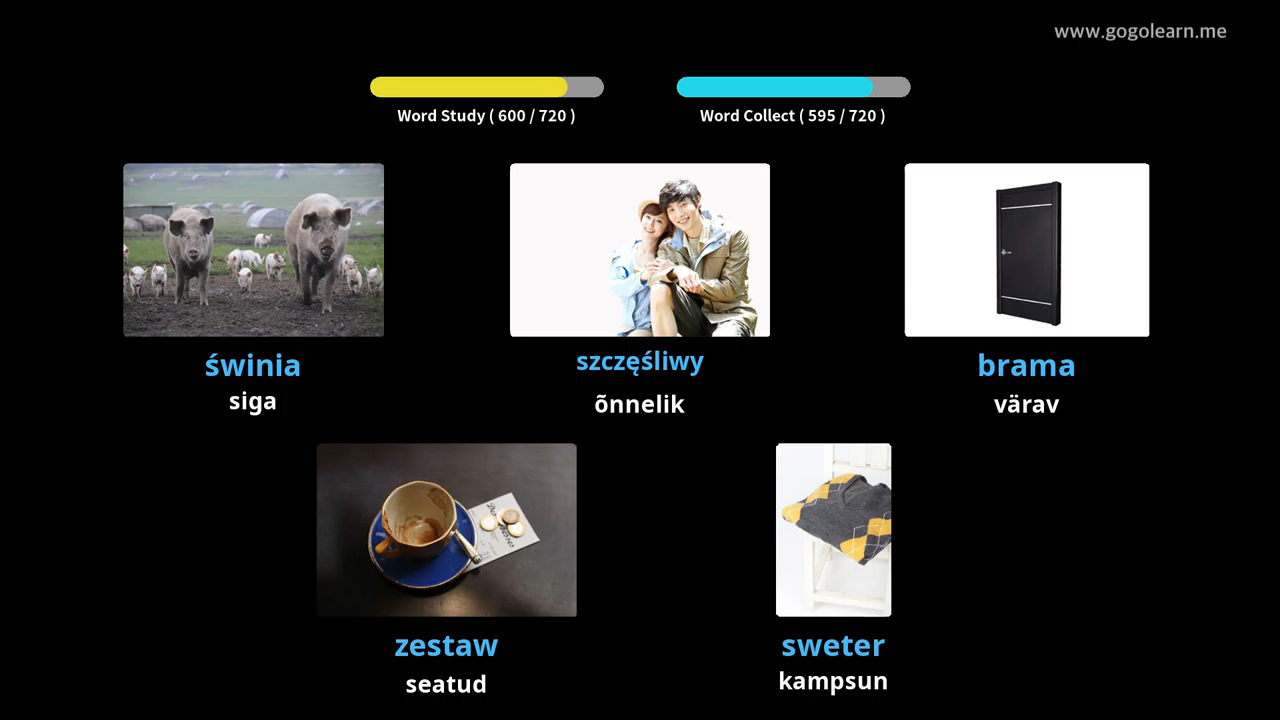 www.gogolearn.me
Word Study ( 600 / 720 )
Word Collect ( 595 / 720 )
świnia
siga
szczęśliwy
õnnelik
brama
värav
zestaw
seatud
sweter
kampsun